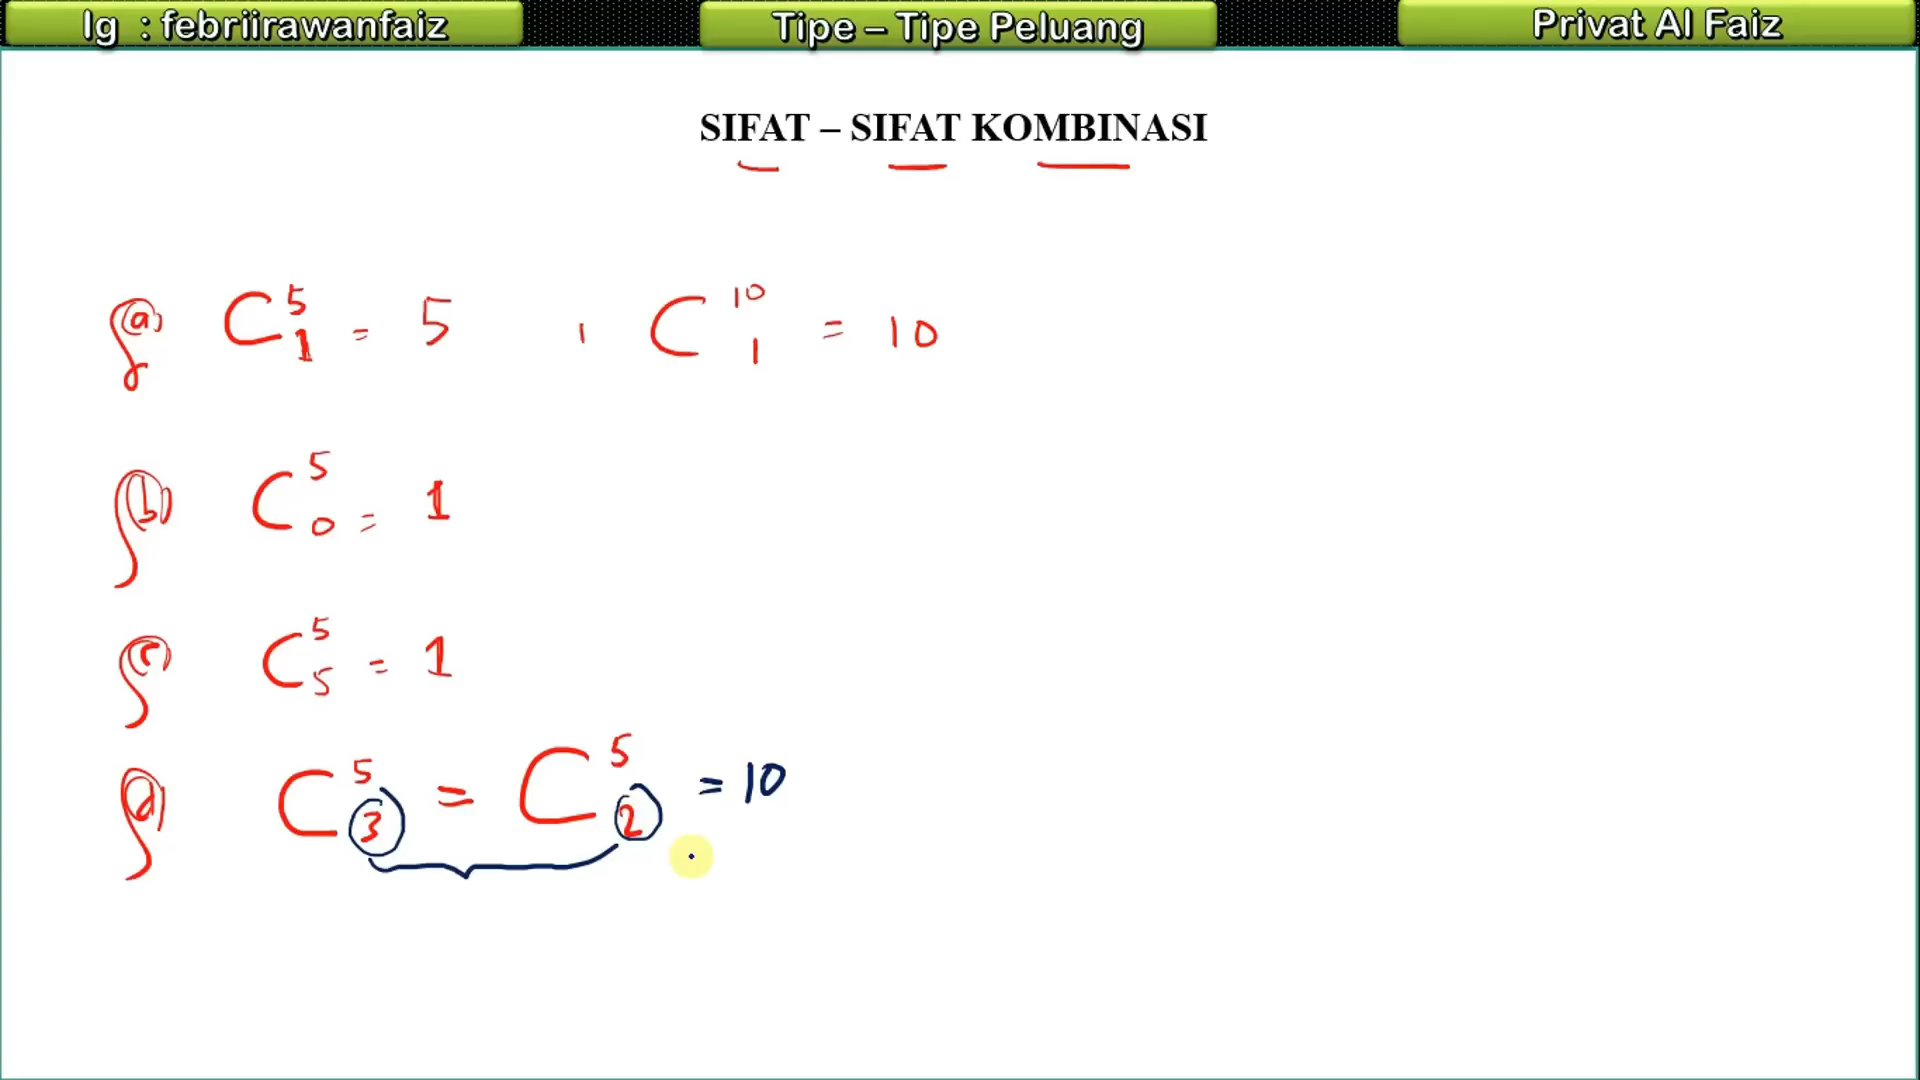 Ig : febriirawanfaiz
Tipe – Tipe Peluang
Privat Al Faiz
SIFAT – SIFAT KOMBINASI
(a) C⁵₁ = 5 , C¹⁰₁ = 10
(b) C⁵₀ = 1
(c) C⁵₅ = 1
(d) C⁵₃ = C⁵₂ = 10